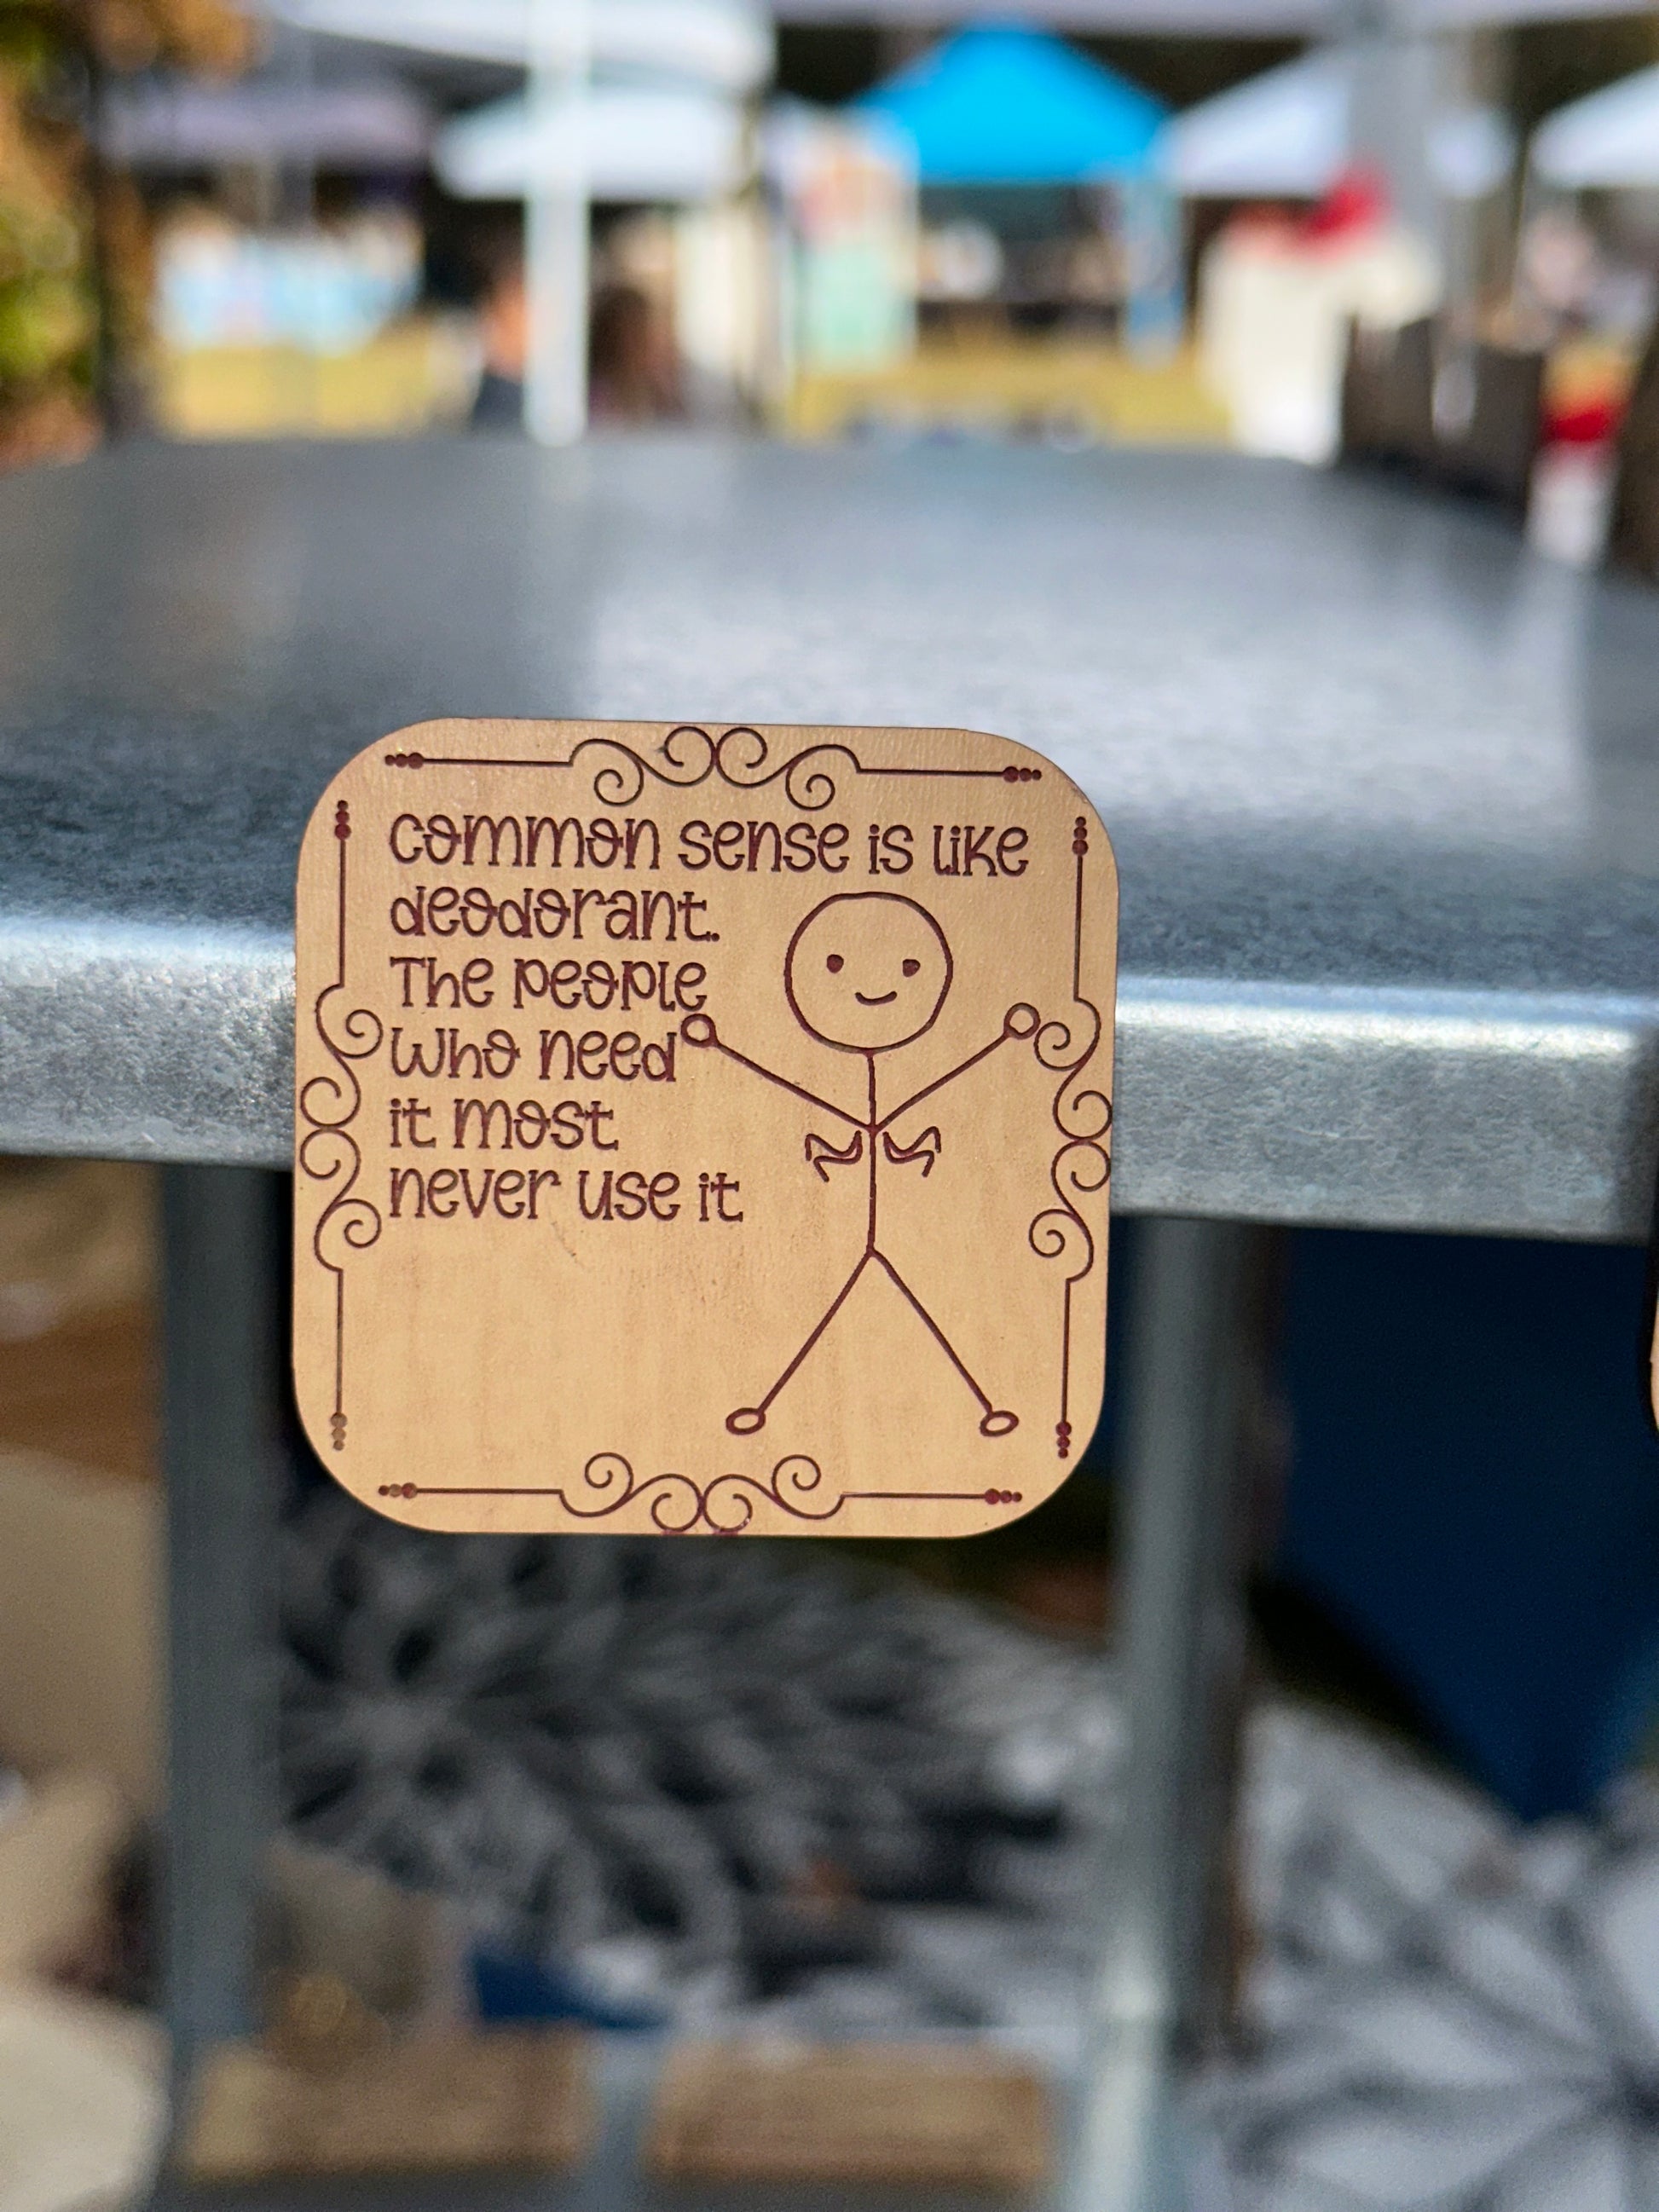 common sense is like
deodorant.
The people
who need
it most
never use it